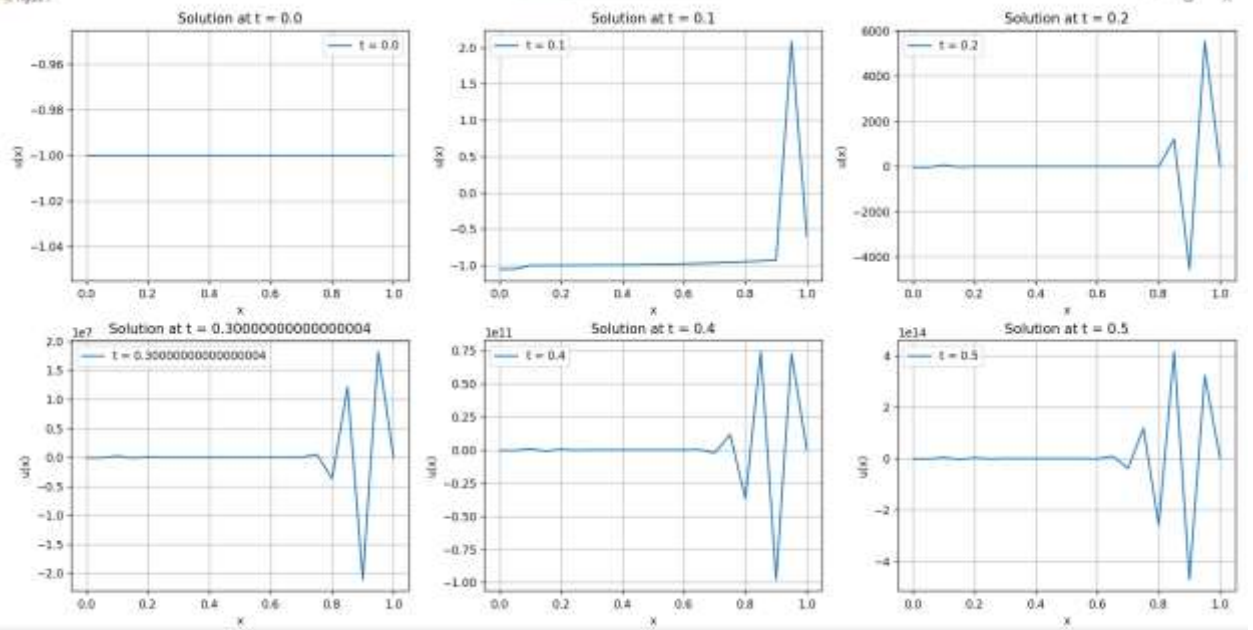 Solution at t = 0.0
t = 0.0
−0.96
−0.98
−1.00
−1.02
−1.04
u(x)
0.0 0.2 0.4 0.6 0.8 1.0
x
Solution at t = 0.1
t = 0.1
2.0
1.5
1.0
0.5
0.0
−0.5
−1.0
u(x)
0.0 0.2 0.4 0.6 0.8 1.0
x
Solution at t = 0.2
t = 0.2
6000
4000
2000
0
−2000
−4000
u(x)
0.0 0.2 0.4 0.6 0.8 1.0
x
1e7
Solution at t = 0.30000000000000004
t = 0.30000000000000004
2.0
1.5
1.0
0.5
0.0
−0.5
−1.0
−1.5
−2.0
u(x)
0.0 0.2 0.4 0.6 0.8 1.0
x
1e11
Solution at t = 0.4
t = 0.4
0.75
0.50
0.25
0.00
−0.25
−0.50
−0.75
−1.00
u(x)
0.0 0.2 0.4 0.6 0.8 1.0
x
1e14
Solution at t = 0.5
t = 0.5
4
2
0
−2
−4
u(x)
0.0 0.2 0.4 0.6 0.8 1.0
x